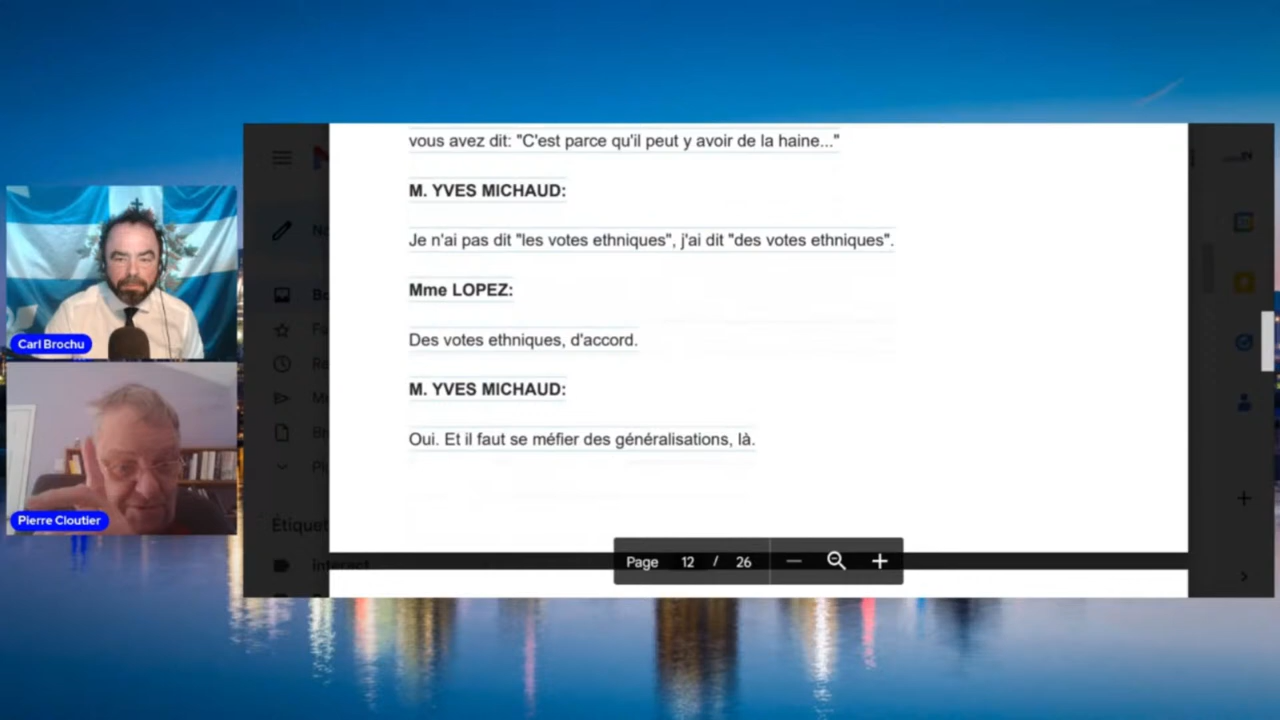 vous avez dit: "C'est parce qu'il peut y avoir de la haine..."
M. YVES MICHAUD:
Je n'ai pas dit "les votes ethniques", j'ai dit "des votes ethniques".
Mme LOPEZ:
Des votes ethniques, d'accord.
M. YVES MICHAUD:
Oui. Et il faut se méfier des généralisations, là.
Page 12 / 26
Carl Brochu
Pierre Cloutier
Étiquet
interact